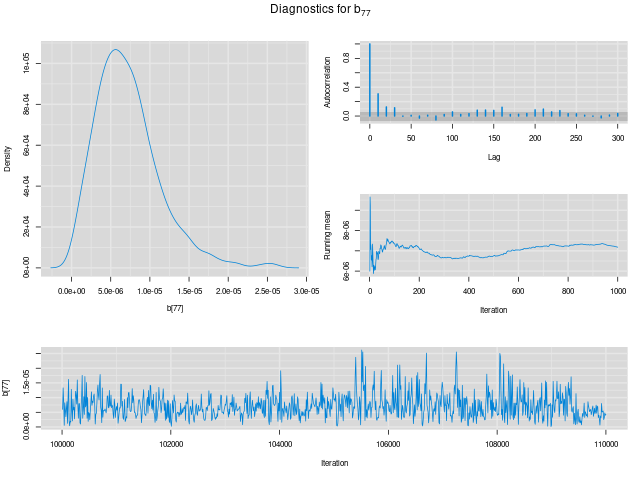 Diagnostics for b77
Density
0e+00 2e+04 4e+04 6e+04 8e+04 1e+05
0.0e+00 5.0e-06 1.0e-05 1.5e-05 2.0e-05 2.5e-05 3.0e-05
b[77]
Autocorrelation
0.0 0.4 0.8
0 50 100 150 200 250 300
Lag
Running mean
6e-06 8e-06
0 200 400 600 800 1000
Iteration
b[77]
0.0e+00 1.5e-05
100000 102000 104000 106000 108000 110000
Iteration